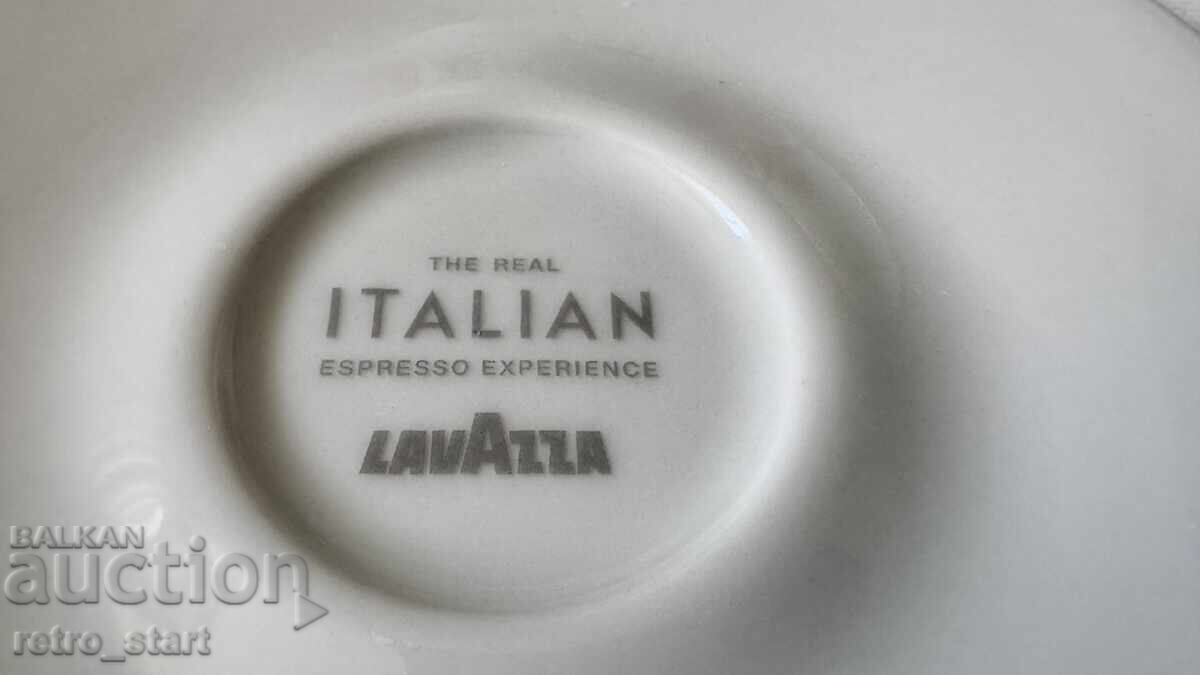 THE REAL
ITALIAN
ESPRESSO EXPERIENCE
LAVAZZA
BALKAN
auction
retro_start